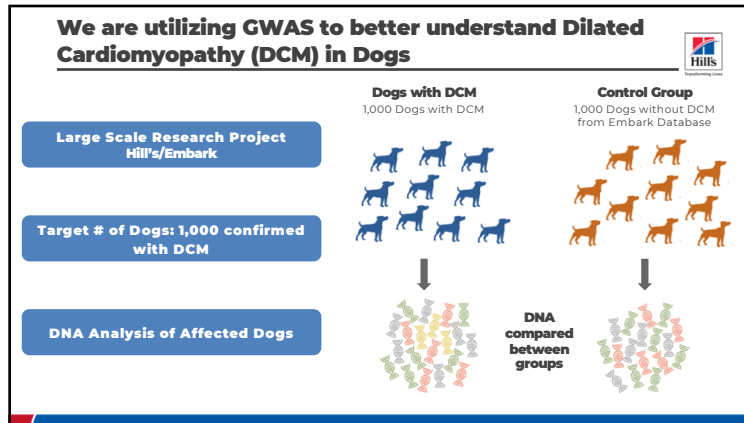 We are utilizing GWAS to better understand Dilated
Cardiomyopathy (DCM) in Dogs
Hill's
Transforming Lives
Dogs with DCM
1,000 Dogs with DCM
Control Group
1,000 Dogs without DCM
from Embark Database
Large Scale Research Project
Hill's/Embark
Target # of Dogs: 1,000 confirmed
with DCM
DNA Analysis of Affected Dogs
DNA
compared
between
groups